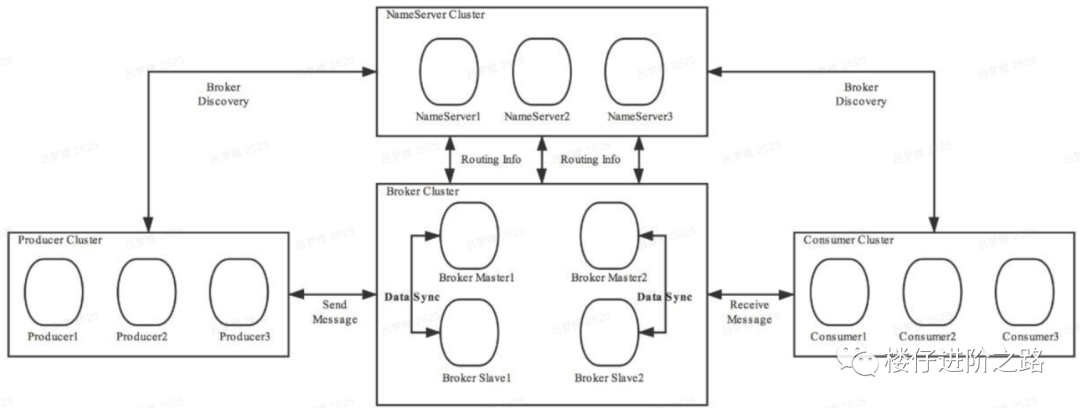 NameServer Cluster
NameServer1
NameServer2
NameServer3
Broker
Discovery
Broker
Discovery
Routing Info
Routing Info
Broker Cluster
Broker Master1
Broker Master2
Data Sync
Data Sync
Broker Slave1
Broker Slave2
Producer Cluster
Producer1
Producer2
Producer3
Send
Message
Receive
Message
Consumer Cluster
Consumer1
Consumer2
Consumer3
楼仔进阶之路